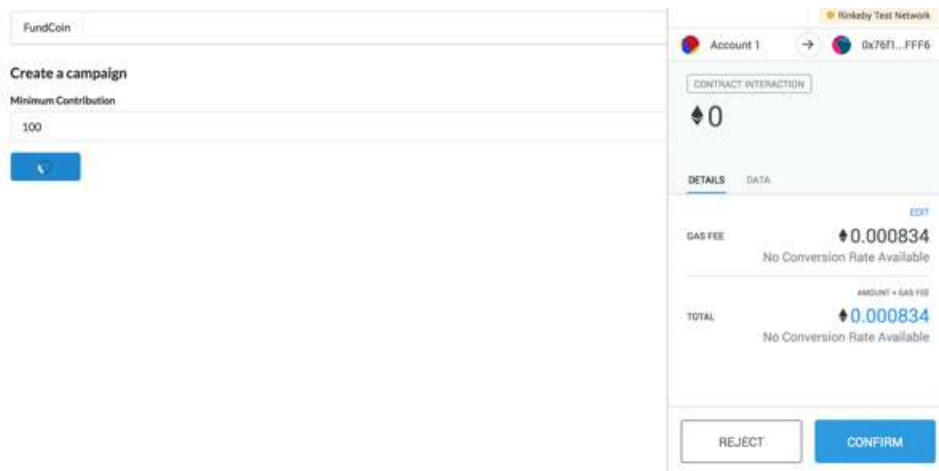 FundCoin
Create a campaign
Minimum Contribution
100
Rinkeby Test Network
Account 1
0x76f1...FFF6
CONTRACT INTERACTION
0
DETAILS DATA
EDIT
GAS FEE 0.000834
No Conversion Rate Available
AMOUNT + GAS FEE
TOTAL 0.000834
No Conversion Rate Available
REJECT CONFIRM